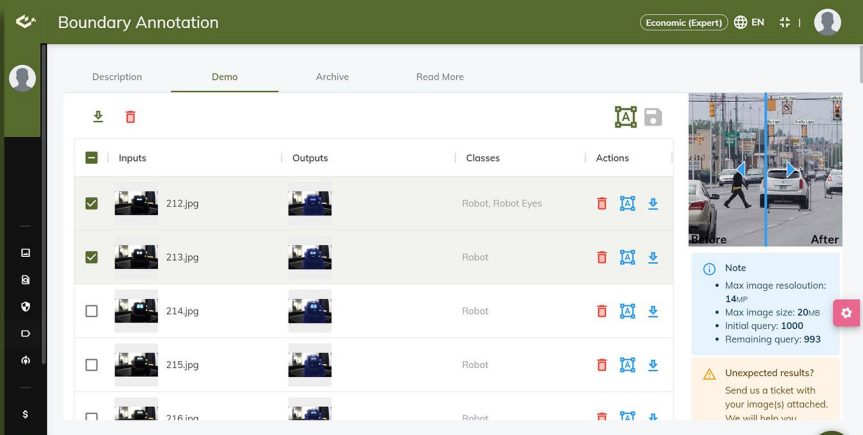 Boundary Annotation
Economic (Expert)
EN
|
Description
Demo
Archive
Read More
A
Inputs
Outputs
Classes
Actions
212.jpg
Robot, Robot Eyes
A
213.jpg
Robot
A
214.jpg
Robot
A
215.jpg
Robot
A
216.jpg
Robot
Before
After
Note
• Max image resoloution:
14MP
• Max image size: 20MB
• Initial query: 1000
• Remaining query: 993
Unexpected results?
Send us a ticket with
your image(s) attached.
We will help you
$